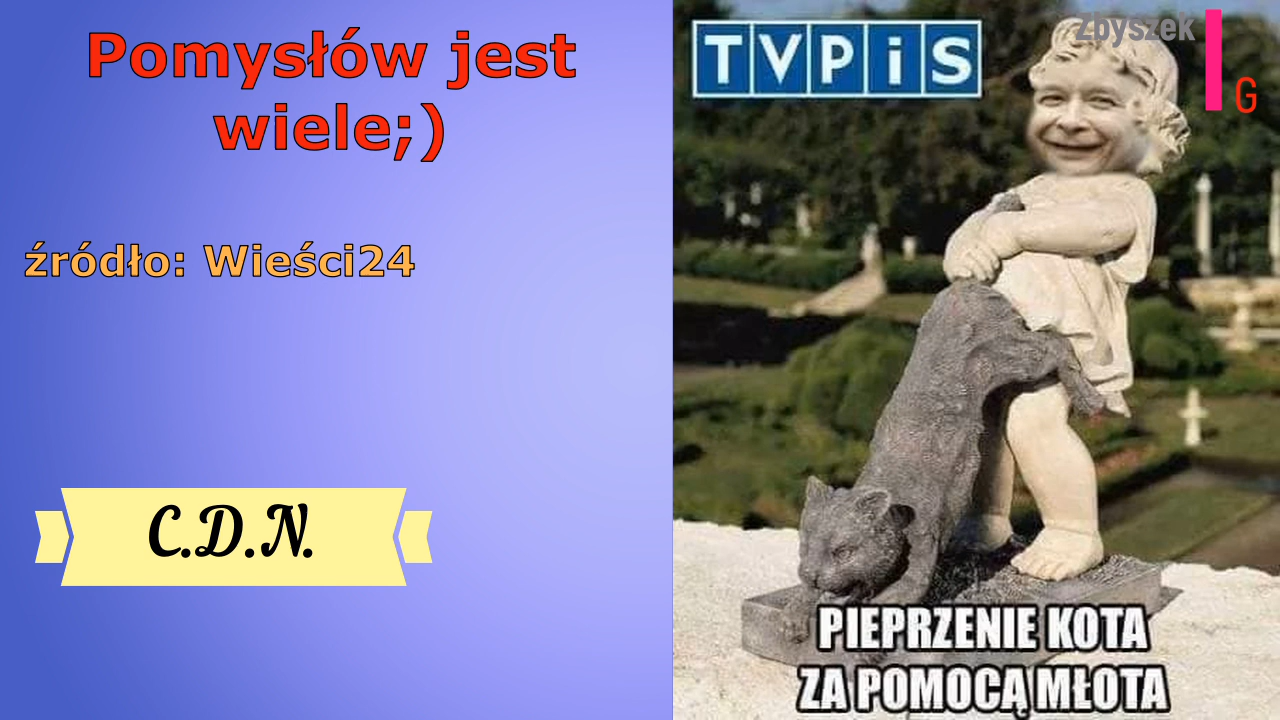 Pomysłów jest
wiele;)
źródło: Wieści24
C.D.N.
TVPiS
Zbyszek
G
PIEPRZENIE KOTA
ZA POMOCĄ MŁOTA